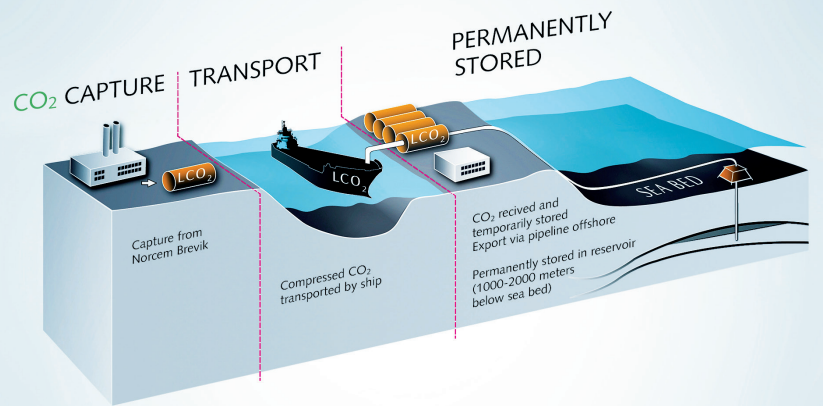 CO₂ CAPTURE
TRANSPORT
PERMANENTLY
STORED
LCO₂
LCO₂
LCO₂
SEA BED
Capture from
Norcem Brevik
Compressed CO₂
transported by ship
CO₂ recived and
temporarily stored
Export via pipeline offshore
Permanently stored in reservoir
(1000-2000 meters
below sea bed)